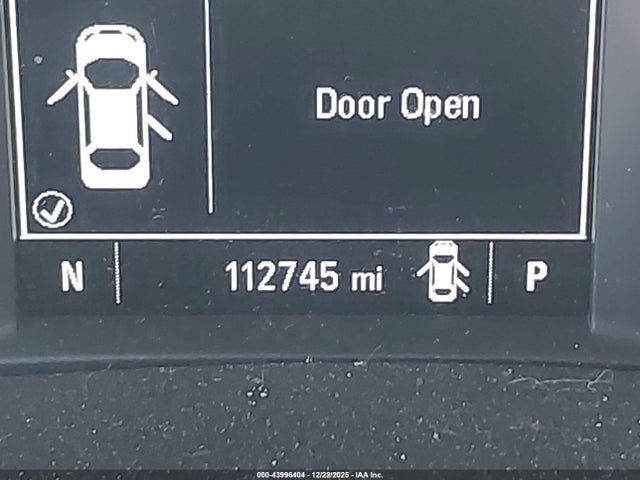 Door Open
N 112745 mi P
000-43996404 - 12/22/2025 - IAA Inc.